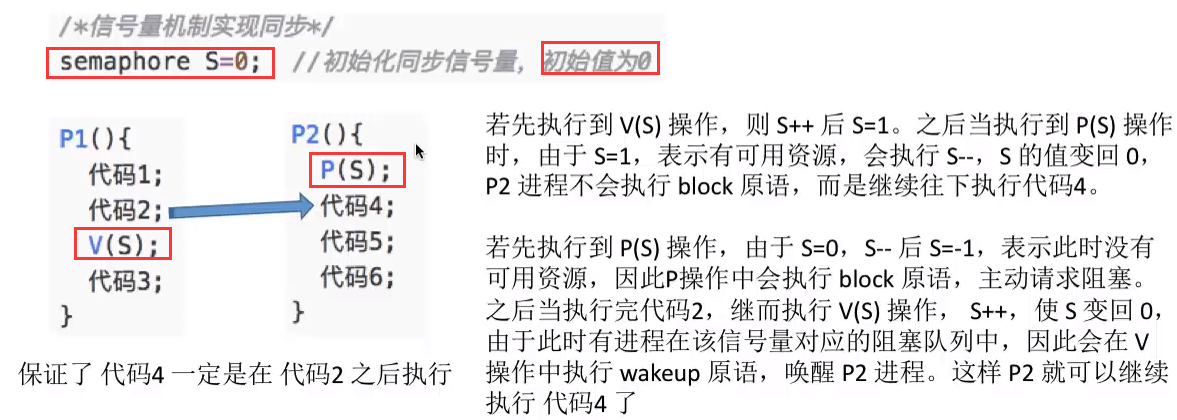 /*信号量机制实现同步*/
semaphore S=0; //初始化同步信号量，初始值为0
P1(){
代码1;
代码2;
V(S);
代码3;
}
P2(){
P(S);
代码4;
代码5;
代码6;
}
保证了 代码4 一定是在 代码2 之后执行
若先执行到 V(S) 操作，则 S++ 后 S=1。之后当执行到 P(S) 操作
时，由于 S=1，表示有可用资源，会执行 S--，S 的值变回 0，
P2 进程不会执行 block 原语，而是继续往下执行代码4。
若先执行到 P(S) 操作，由于 S=0，S-- 后 S=-1，表示此时没有
可用资源，因此P操作中会执行 block 原语，主动请求阻塞。
之后当执行完代码2，继而执行 V(S) 操作， S++，使 S 变回 0，
由于此时有进程在该信号量对应的阻塞队列中，因此会在 V
操作中执行 wakeup 原语，唤醒 P2 进程。这样 P2 就可以继续
执行 代码4 了